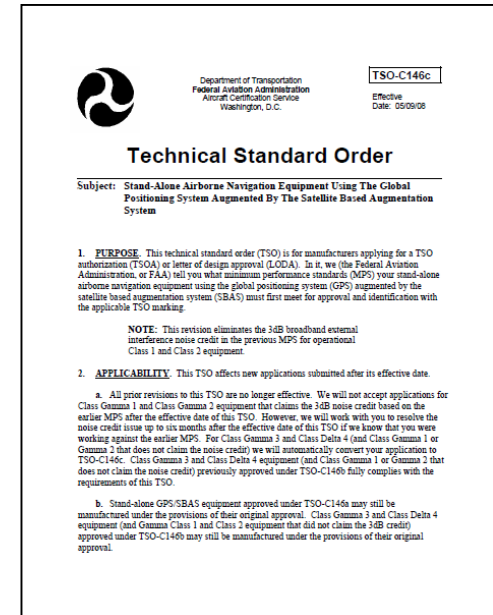 Department of Transportation
Federal Aviation Administration
Aircraft Certification Service
Washington, D.C.
TSO-C146c
Effective
Date: 05/09/08
Technical Standard Order
Subject: Stand-Alone Airborne Navigation Equipment Using The Global
Positioning System Augmented By The Satellite Based Augmentation
System
1. PURPOSE. This technical standard order (TSO) is for manufacturers applying for a TSO
authorization (TSOA) or letter of design approval (LODA). In it, we (the Federal Aviation
Administration, or FAA) tell you what minimum performance standards (MPS) your stand-alone
airborne navigation equipment using the global positioning system (GPS) augmented by the
satellite based augmentation system (SBAS) must first meet for approval and identification with
the applicable TSO marking.
NOTE: This revision eliminates the 3dB broadband external
interference noise credit in the previous MPS for operational
Class 1 and Class 2 equipment.
2. APPLICABILITY. This TSO affects new applications submitted after its effective date.
a. All prior revisions to this TSO are no longer effective. We will not accept applications for
Class Gamma 1 and Class Gamma 2 equipment that claims the 3dB noise credit based on the
earlier MPS after the effective date of this TSO. However, we will work with you to resolve the
noise credit issue up to six months after the effective date of this TSO if we know that you were
working against the earlier MPS. For Class Gamma 3 and Class Delta 4 (and Class Gamma 1 or
Gamma 2 that does not claim the noise credit) we will automatically convert your application to
TSO-C146c. Class Gamma 3 and Class Delta 4 equipment (and Class Gamma 1 or Gamma 2 that
does not claim the noise credit) previously approved under TSO-C146b fully complies with the
requirements of this TSO.
b. Stand-alone GPS/SBAS equipment approved under TSO-C146a may still be
manufactured under the provisions of their original approval. Class Gamma 3 and Class Delta 4
equipment (and Gamma Class 1 and Class 2 equipment that did not claim the 3dB credit)
approved under TSO-C146b may still be manufactured under the provisions of their original
approval.